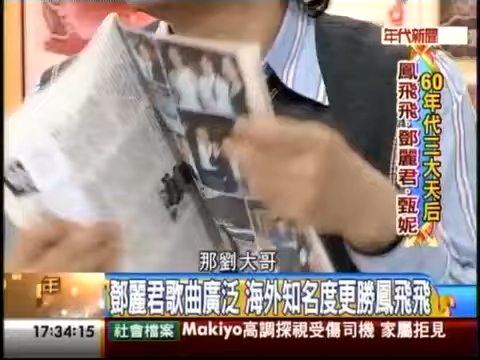 年代新聞
60年代三大天后
鳳飛飛.鄧麗君.甄妮
那劉大哥
年
鄧麗君歌曲廣泛 海外知名度更勝鳳飛飛
17:34:15
社會檔案
Makiyo高調探視受傷司機 家屬拒見